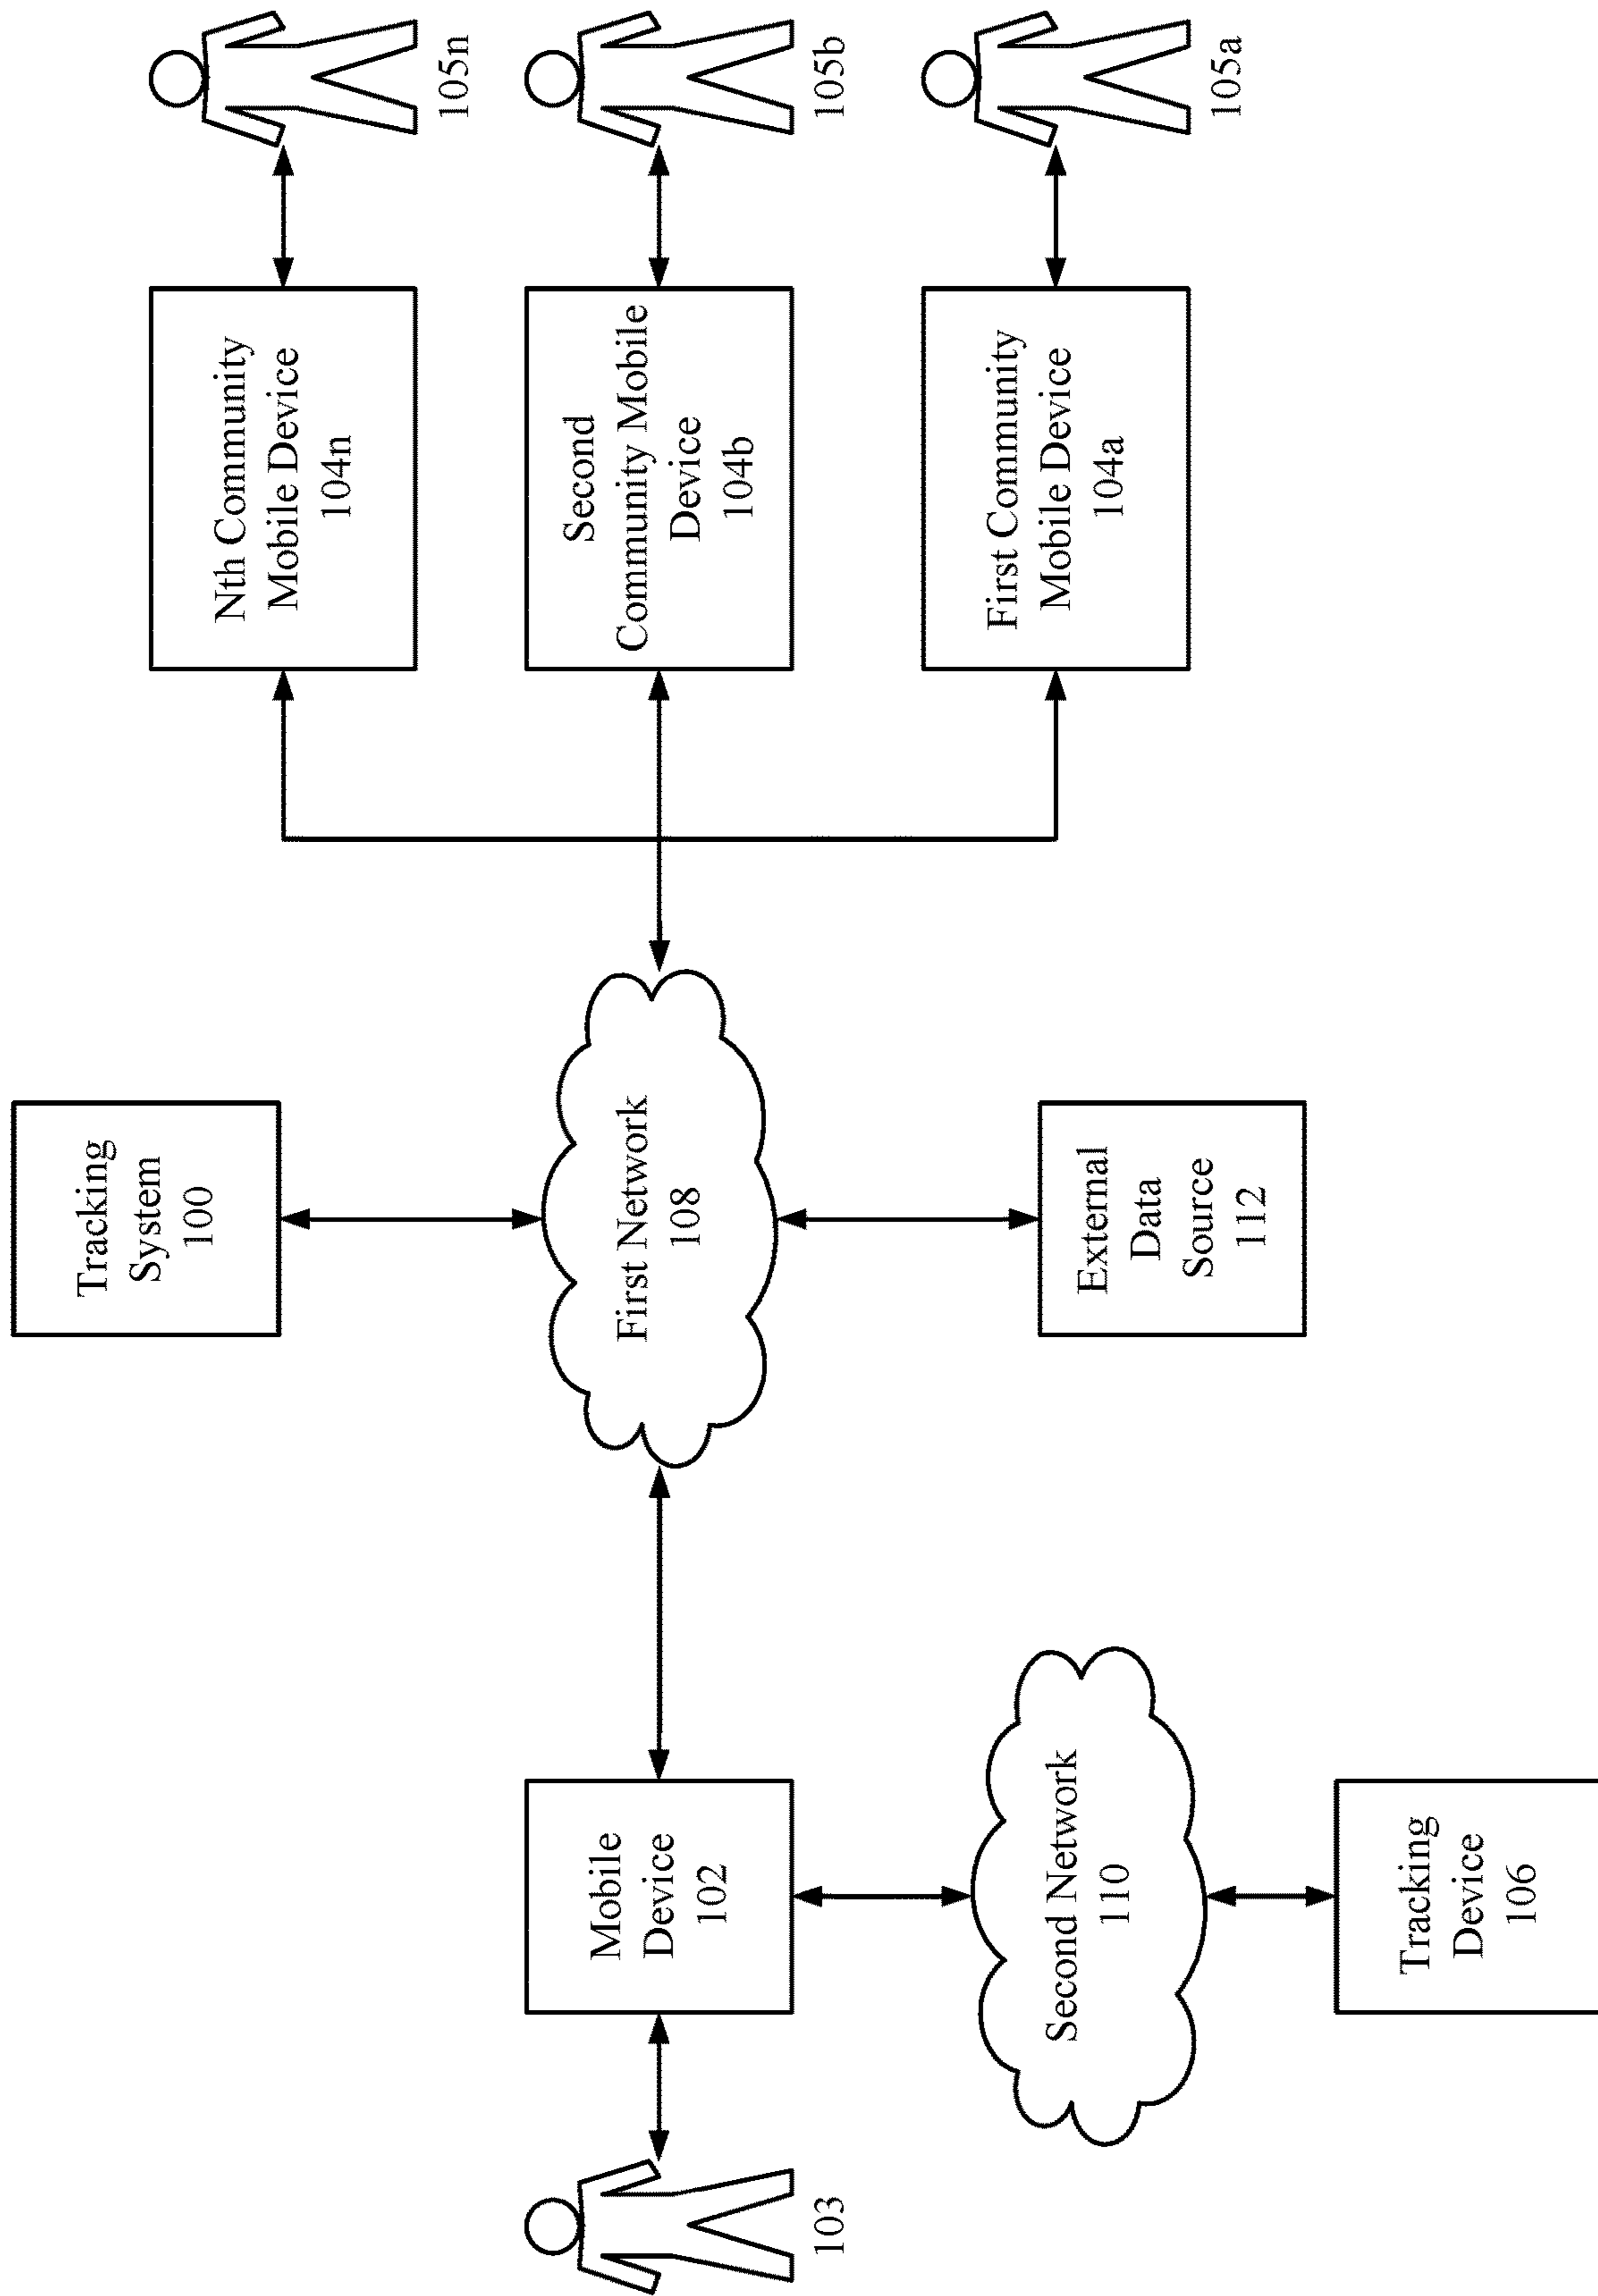 Tracking
System
100
Nth Community
Mobile Device
104n
105n
103
Mobile
Device
102
First Network
108
Second
Community Mobile
Device
104b
105b
Second Network
110
External
Data
Source
112
First Community
Mobile Device
104a
105a
Tracking
Device
106